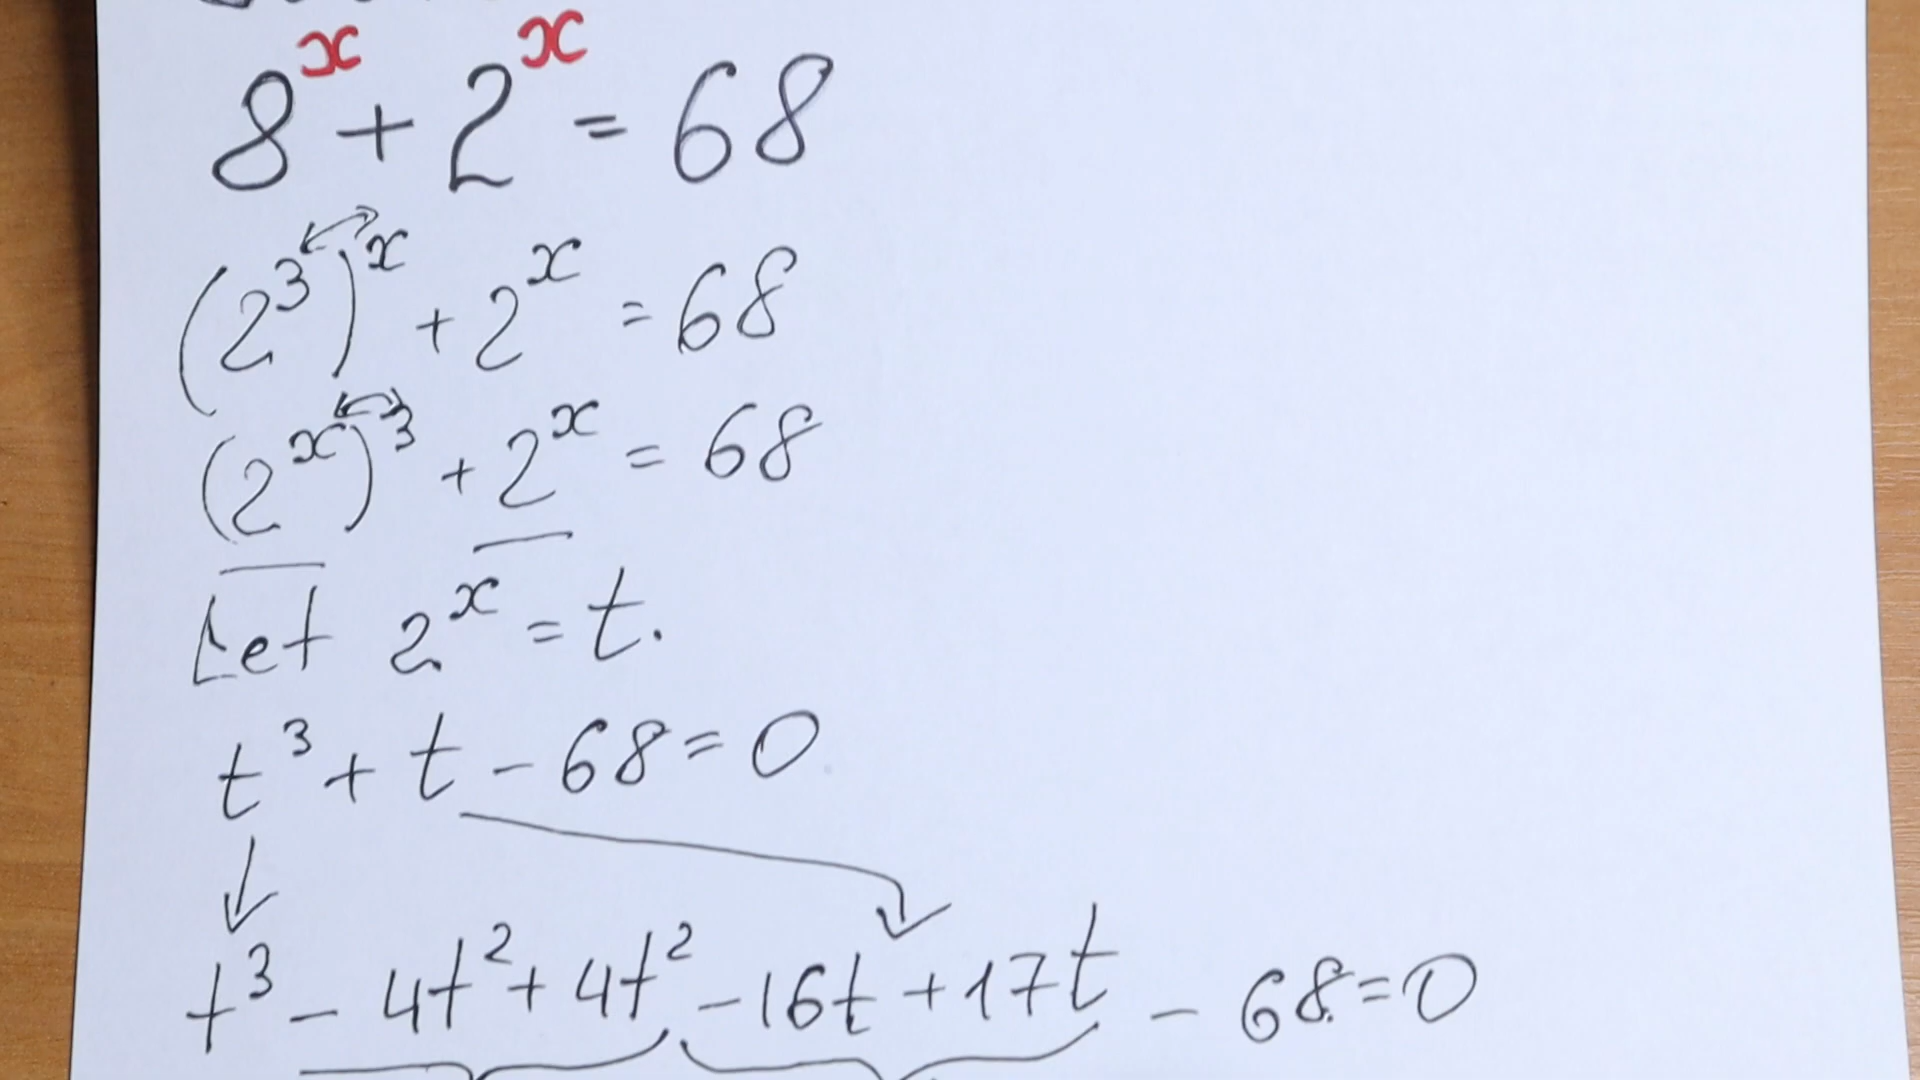 8^x + 2^x = 68
(2^3)^x + 2^x = 68
(2^x)^3 + 2^x = 68
Let 2^x = t.
t^3 + t - 68 = 0
t^3 - 4t^2 + 4t^2 - 16t + 17t - 68 = 0